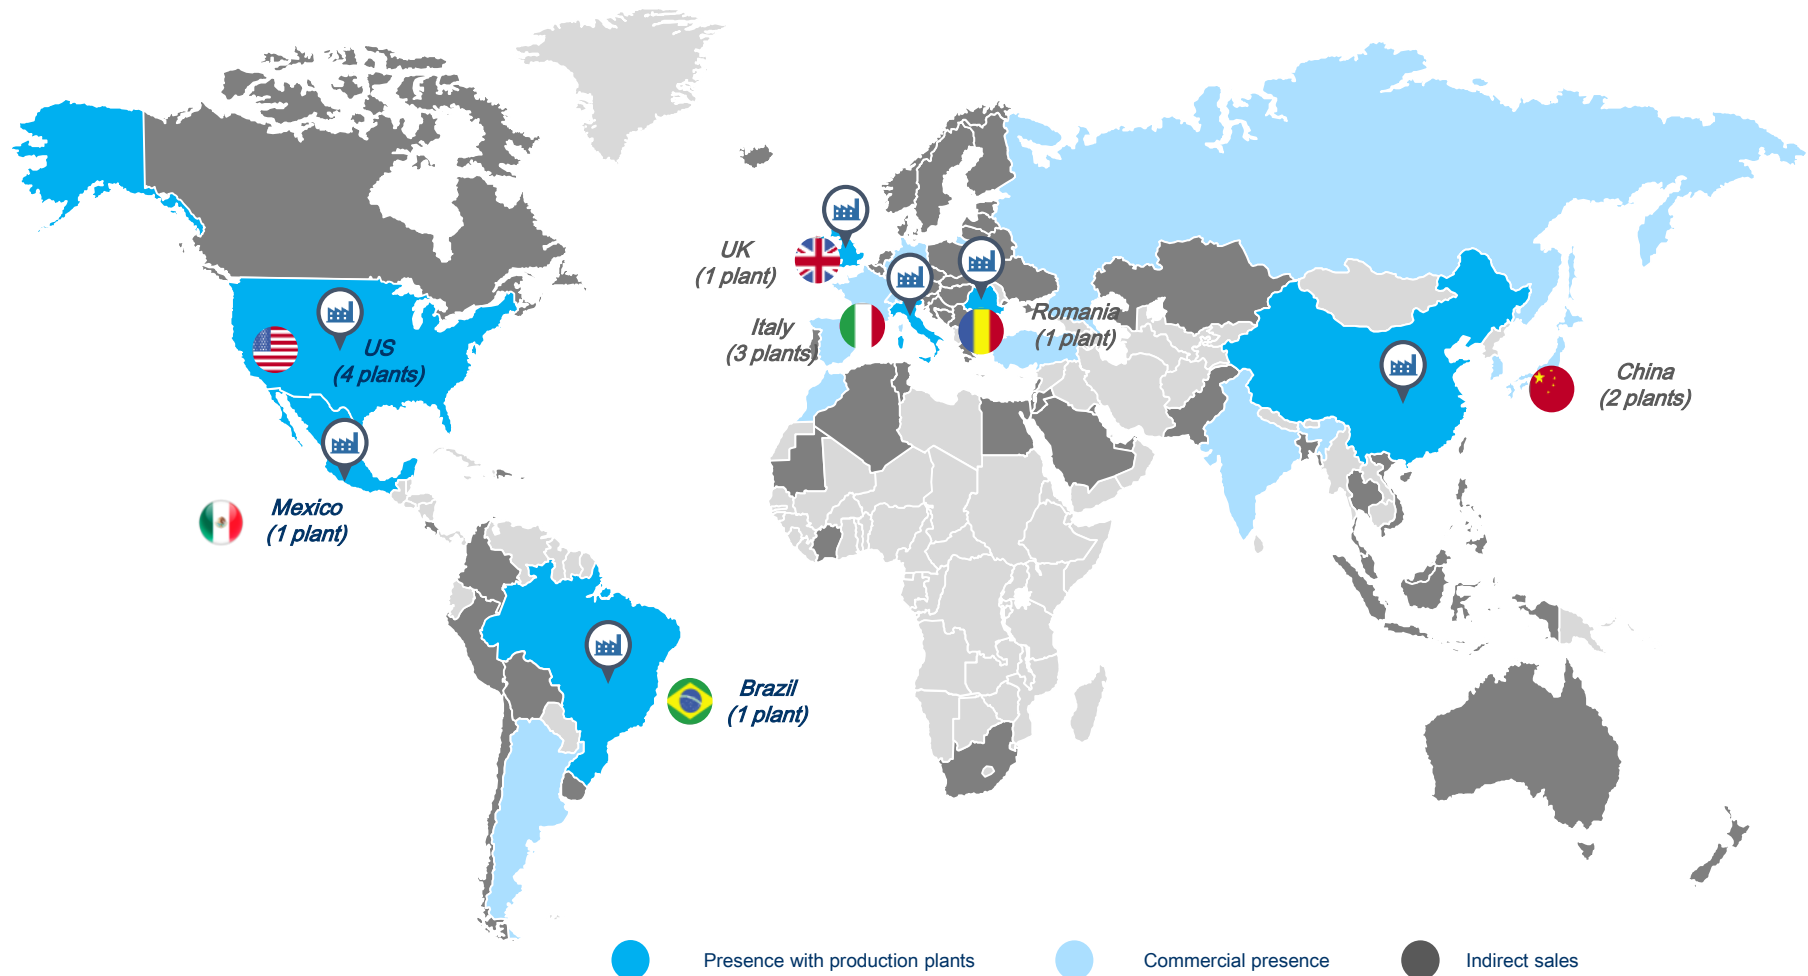 UK
(1 plant)
Italy
(3 plants)
Romania
(1 plant)
US
(4 plants)
China
(2 plants)
Mexico
(1 plant)
Brazil
(1 plant)
Presence with production plants
Commercial presence
Indirect sales